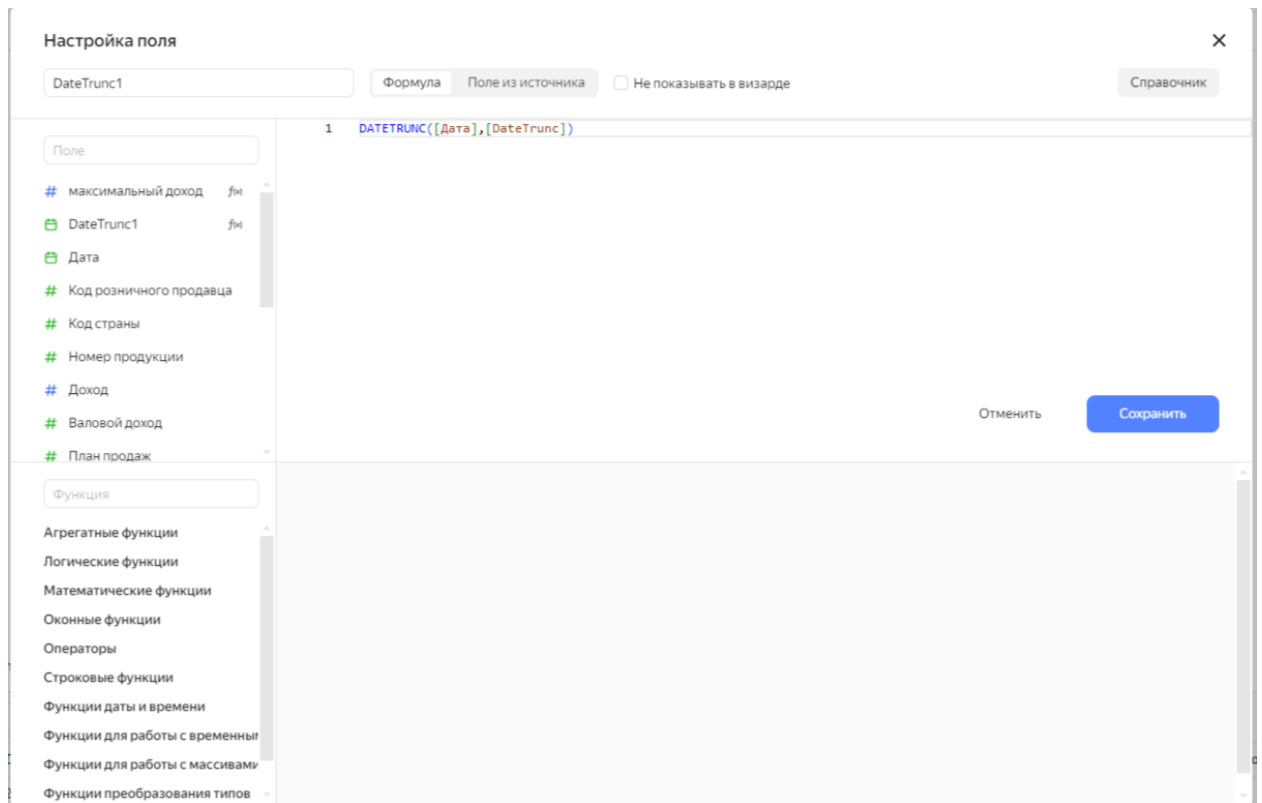 Настройка поля
DateTrunc1
Формула
Поле из источника
Не показывать в визарде
Справочник
1 DATETRUNC([Дата],[DateTrunc])
Поле
# максимальный доход
DateTrunc1
Дата
# Код розничного продавца
# Код страны
# Номер продукции
# Доход
# Валовой доход
# План продаж
Отменить
Сохранить
Функция
Агрегатные функции
Логические функции
Математические функции
Оконные функции
Операторы
Строковые функции
Функции даты и времени
Функции для работы с временны
Функции для работы с массивами
Функции преобразования типов